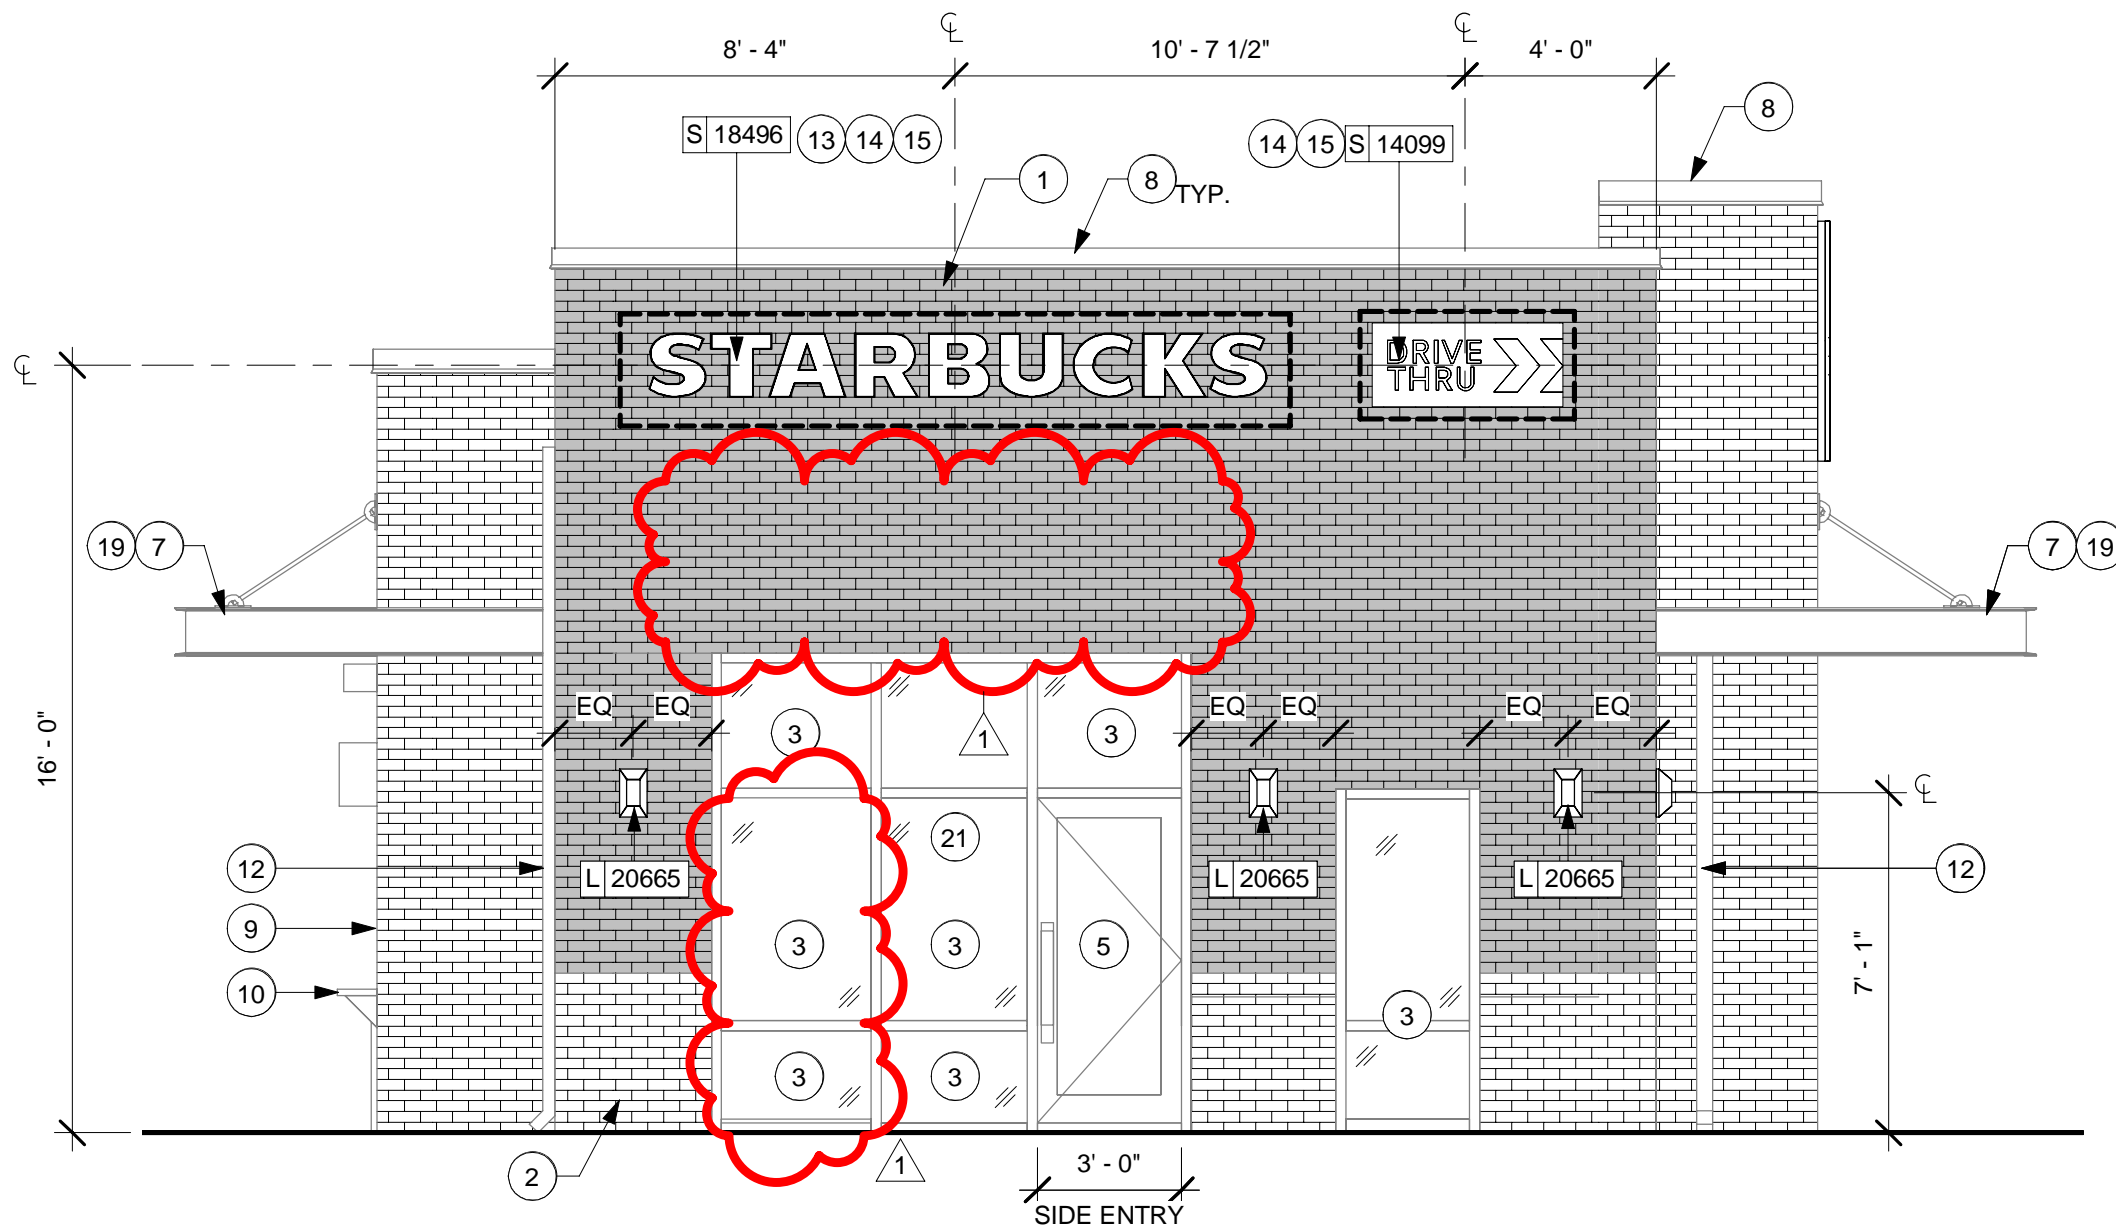 ℄ ℄
8' - 4" 10' - 7 1/2" 4' - 0"
8
S 18496 13 14 15
14 15 S 14099
1
8 TYP.
STARBUCKS
DRIVE
THRU
℄
19 7
7 19
16' - 0"
EQ EQ EQ EQ EQ EQ
3 1 3
℄
21
12 L 20665 L 20665 L 20665 12
9 3 3 5
7' - 1"
10
3
3 3
2 1 3' - 0"
SIDE ENTRY